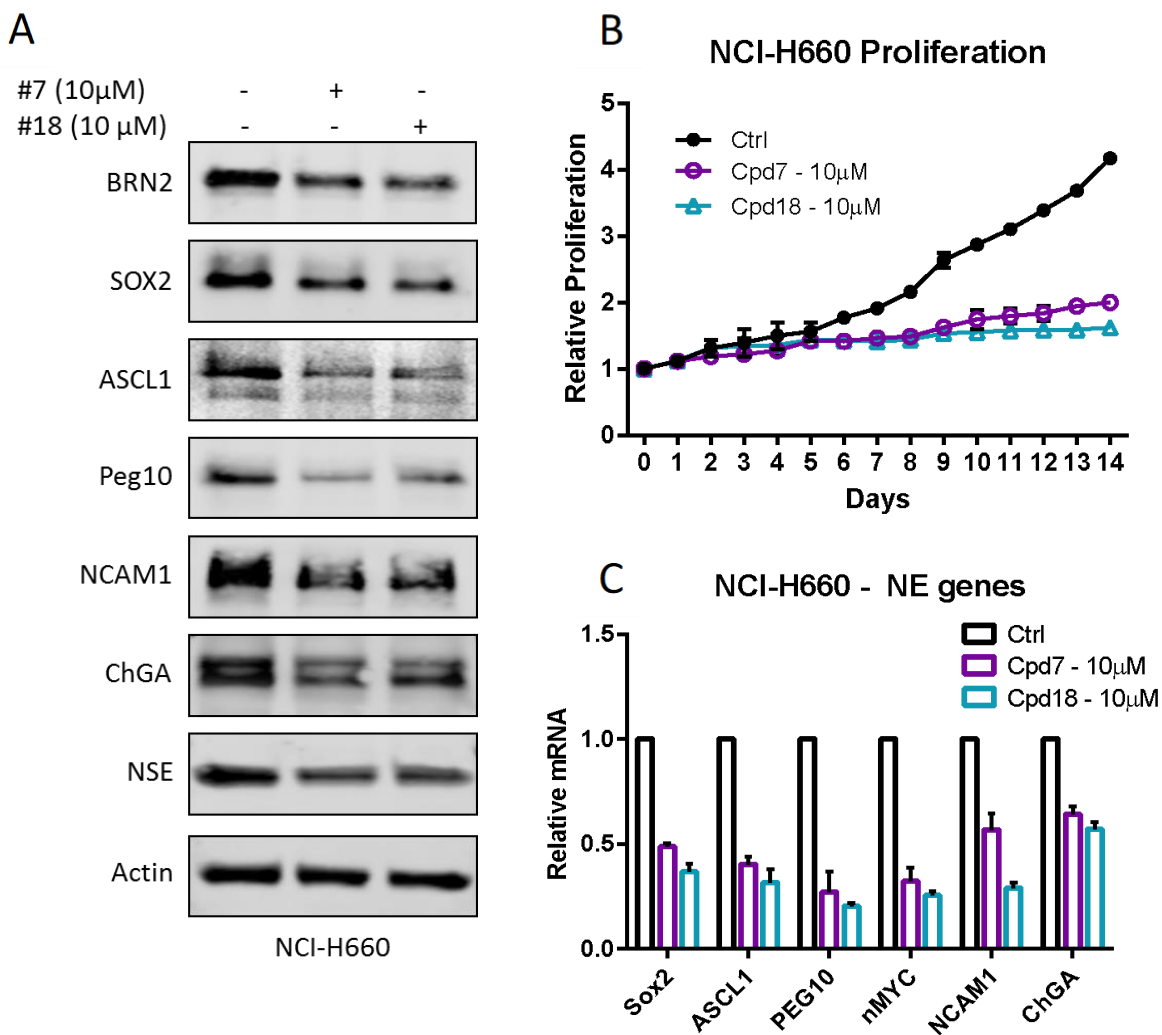 A
#7 (10µM) - + -
#18 (10 µM) - - +
BRN2
SOX2
ASCL1
Peg10
NCAM1
ChGA
NSE
Actin
NCI-H660
B
NCI-H660 Proliferation
Relative Proliferation
5
4
3
2
1
0
Ctrl
Cpd7 - 10µM
Cpd18 - 10µM
0 1 2 3 4 5 6 7 8 9 10 11 12 13 14
Days
C
NCI-H660 - NE genes
Relative mRNA
1.5
1.0
0.5
0.0
Ctrl
Cpd7 - 10µM
Cpd18 - 10µM
Sox2 ASCL1 PEG10 nMYC NCAM1 ChGA